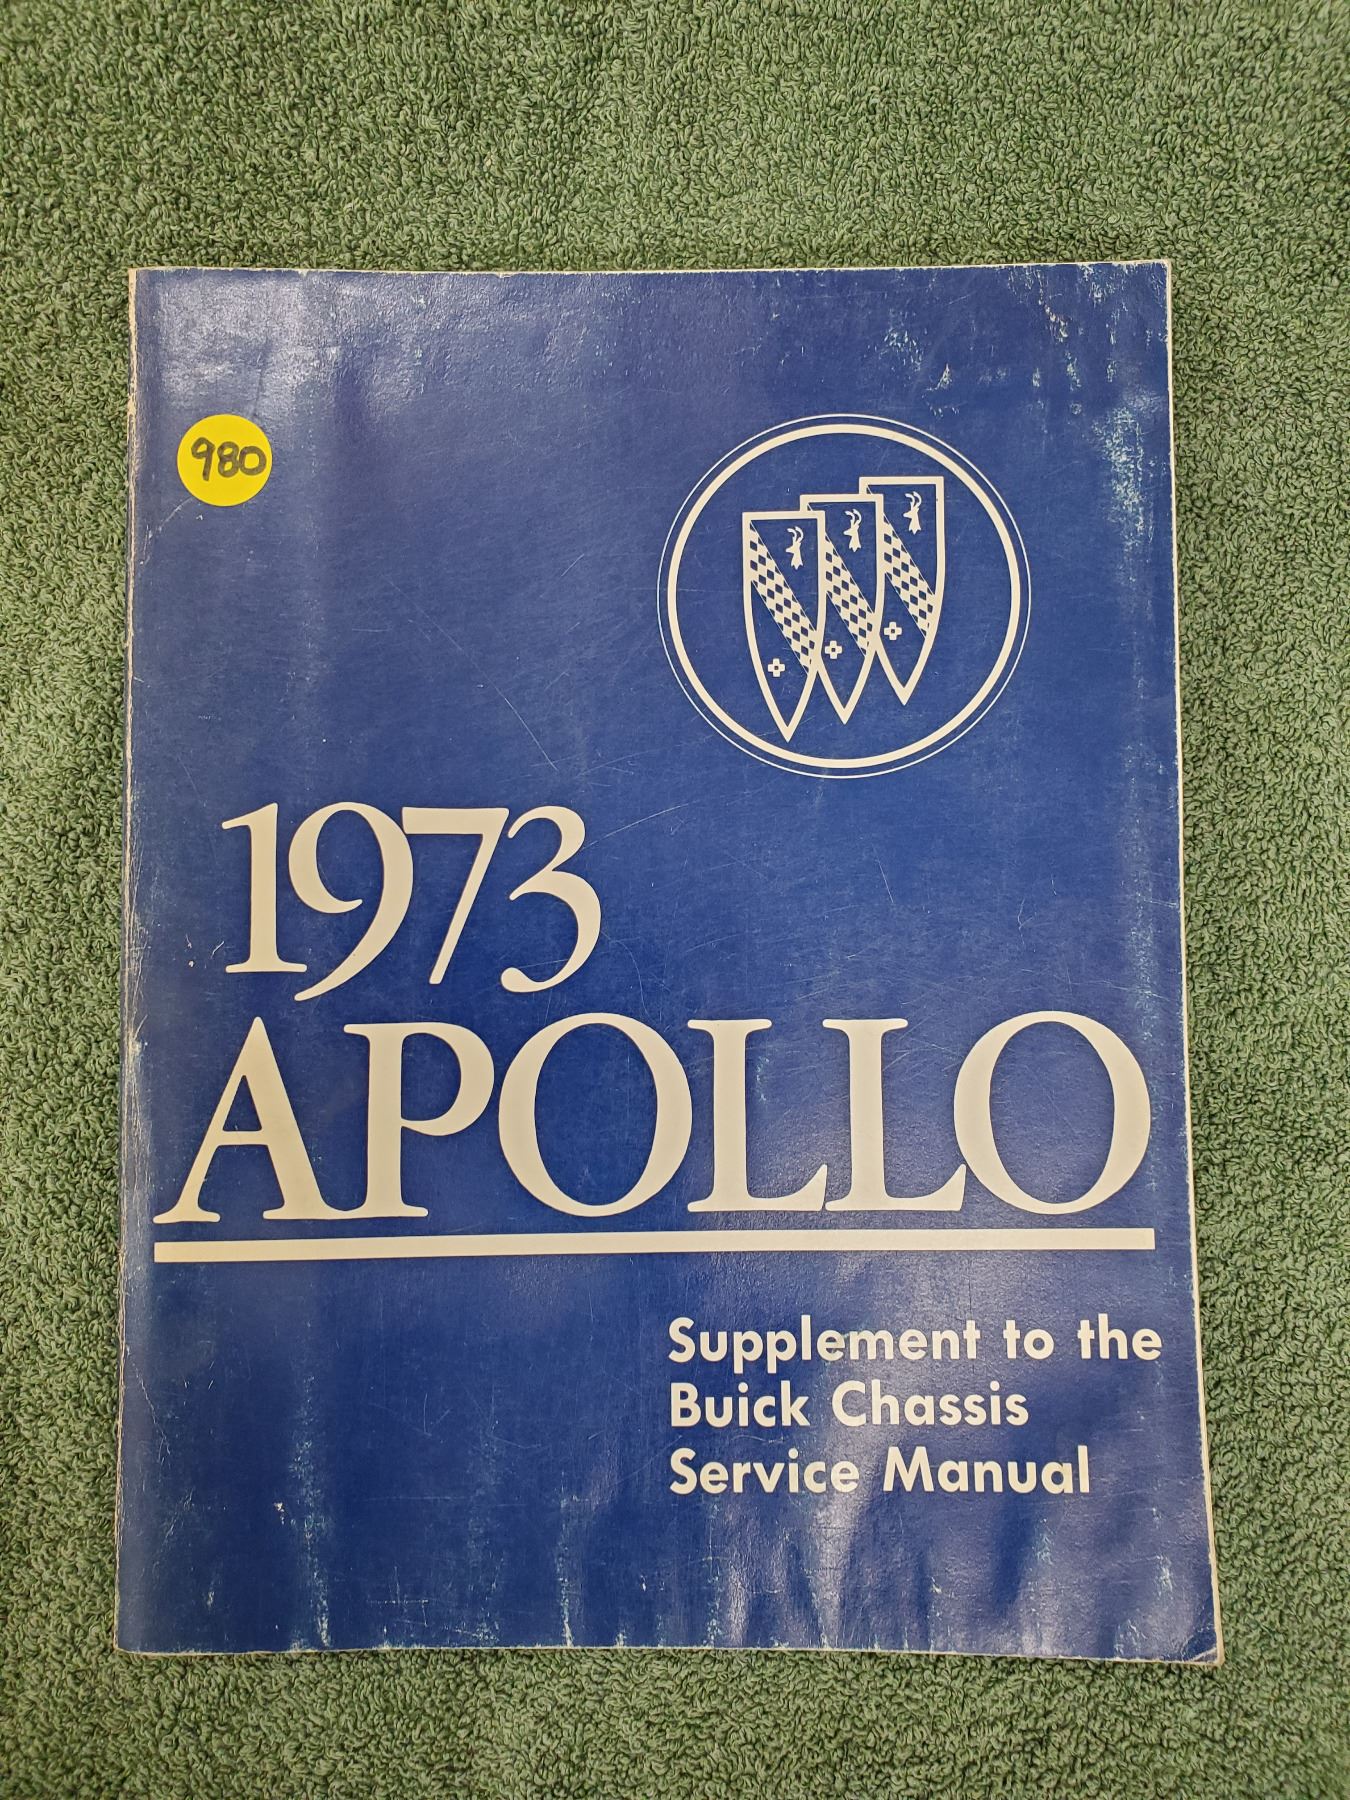 980
1973
APOLLO
Supplement to the
Buick Chassis
Service Manual